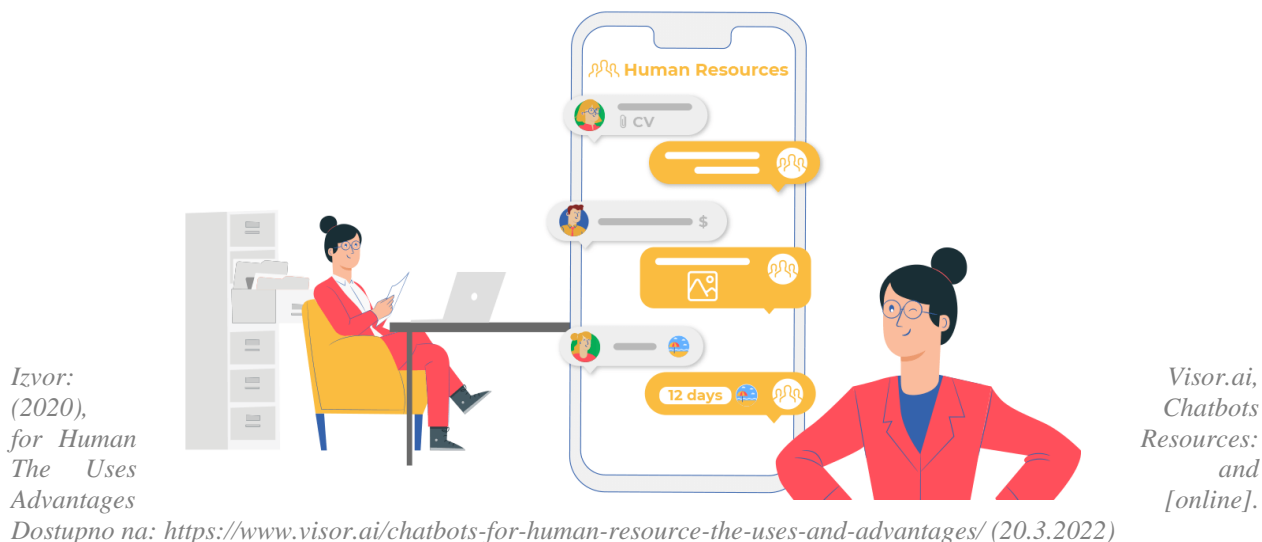 Human Resources
CV
$
12 days
Izvor: Visor.ai,
(2020), Chatbots
for Human Resources:
The Uses and
Advantages [online].
Dostupno na: https://www.visor.ai/chatbots-for-human-resource-the-uses-and-advantages/ (20.3.2022)